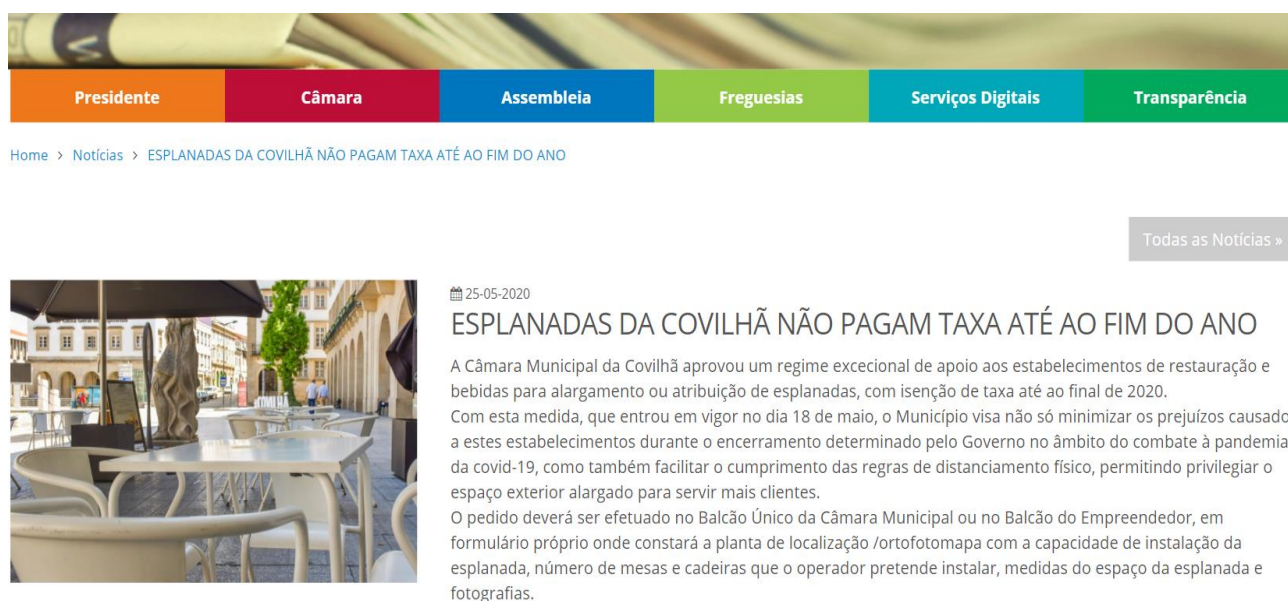 Presidente Câmara Assembleia Freguesias Serviços Digitais Transparência
Home > Notícias > ESPLANADAS DA COVILHÃ NÃO PAGAM TAXA ATÉ AO FIM DO ANO
Todas as Notícias »
25-05-2020
ESPLANADAS DA COVILHÃ NÃO PAGAM TAXA ATÉ AO FIM DO ANO
A Câmara Municipal da Covilhã aprovou um regime excecional de apoio aos estabelecimentos de restauração e
bebidas para alargamento ou atribuição de esplanadas, com isenção de taxa até ao final de 2020.
Com esta medida, que entrou em vigor no dia 18 de maio, o Município visa não só minimizar os prejuízos causado
a estes estabelecimentos durante o encerramento determinado pelo Governo no âmbito do combate à pandemia
da covid-19, como também facilitar o cumprimento das regras de distanciamento físico, permitindo privilegiar o
espaço exterior alargado para servir mais clientes.
O pedido deverá ser efetuado no Balcão Único da Câmara Municipal ou no Balcão do Empreendedor, em
formulário próprio onde constará a planta de localização /ortofotomapa com a capacidade de instalação da
esplanada, número de mesas e cadeiras que o operador pretende instalar, medidas do espaço da esplanada e
fotografias.